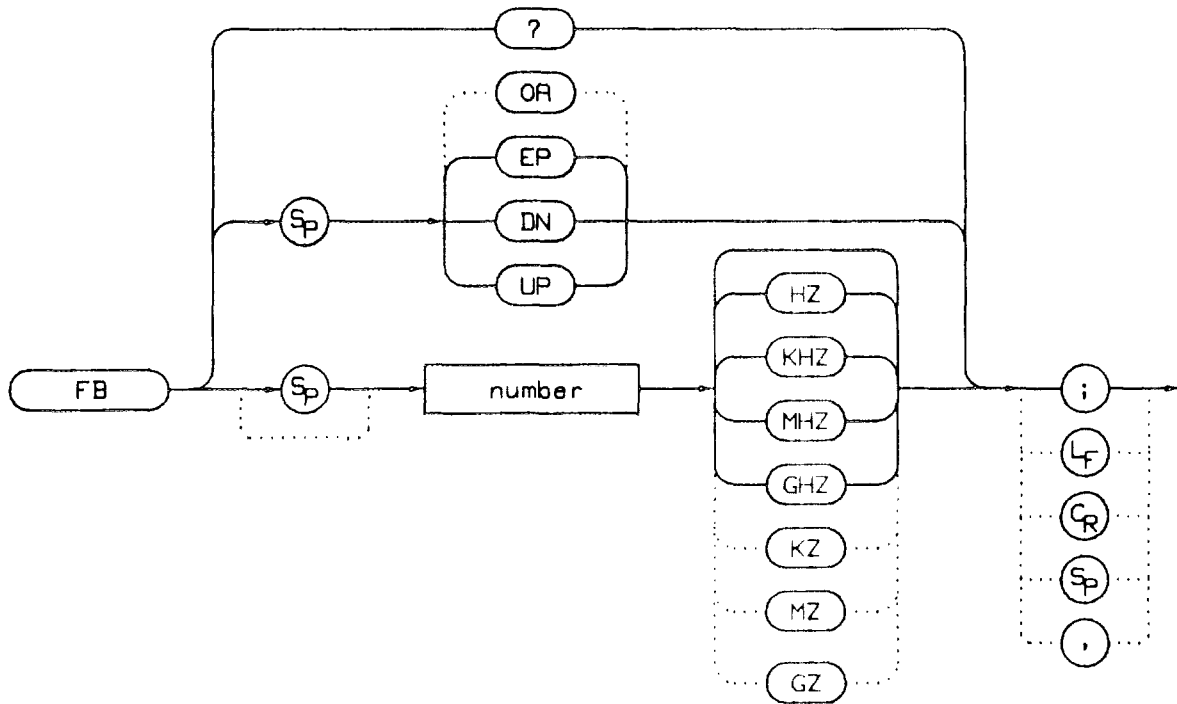 ?
OA
EP
SP
DN
UP
HZ
KHZ
FB
SP
number
;
MHZ
LF
GHZ
CR
KZ
SP
MZ
,
GZ